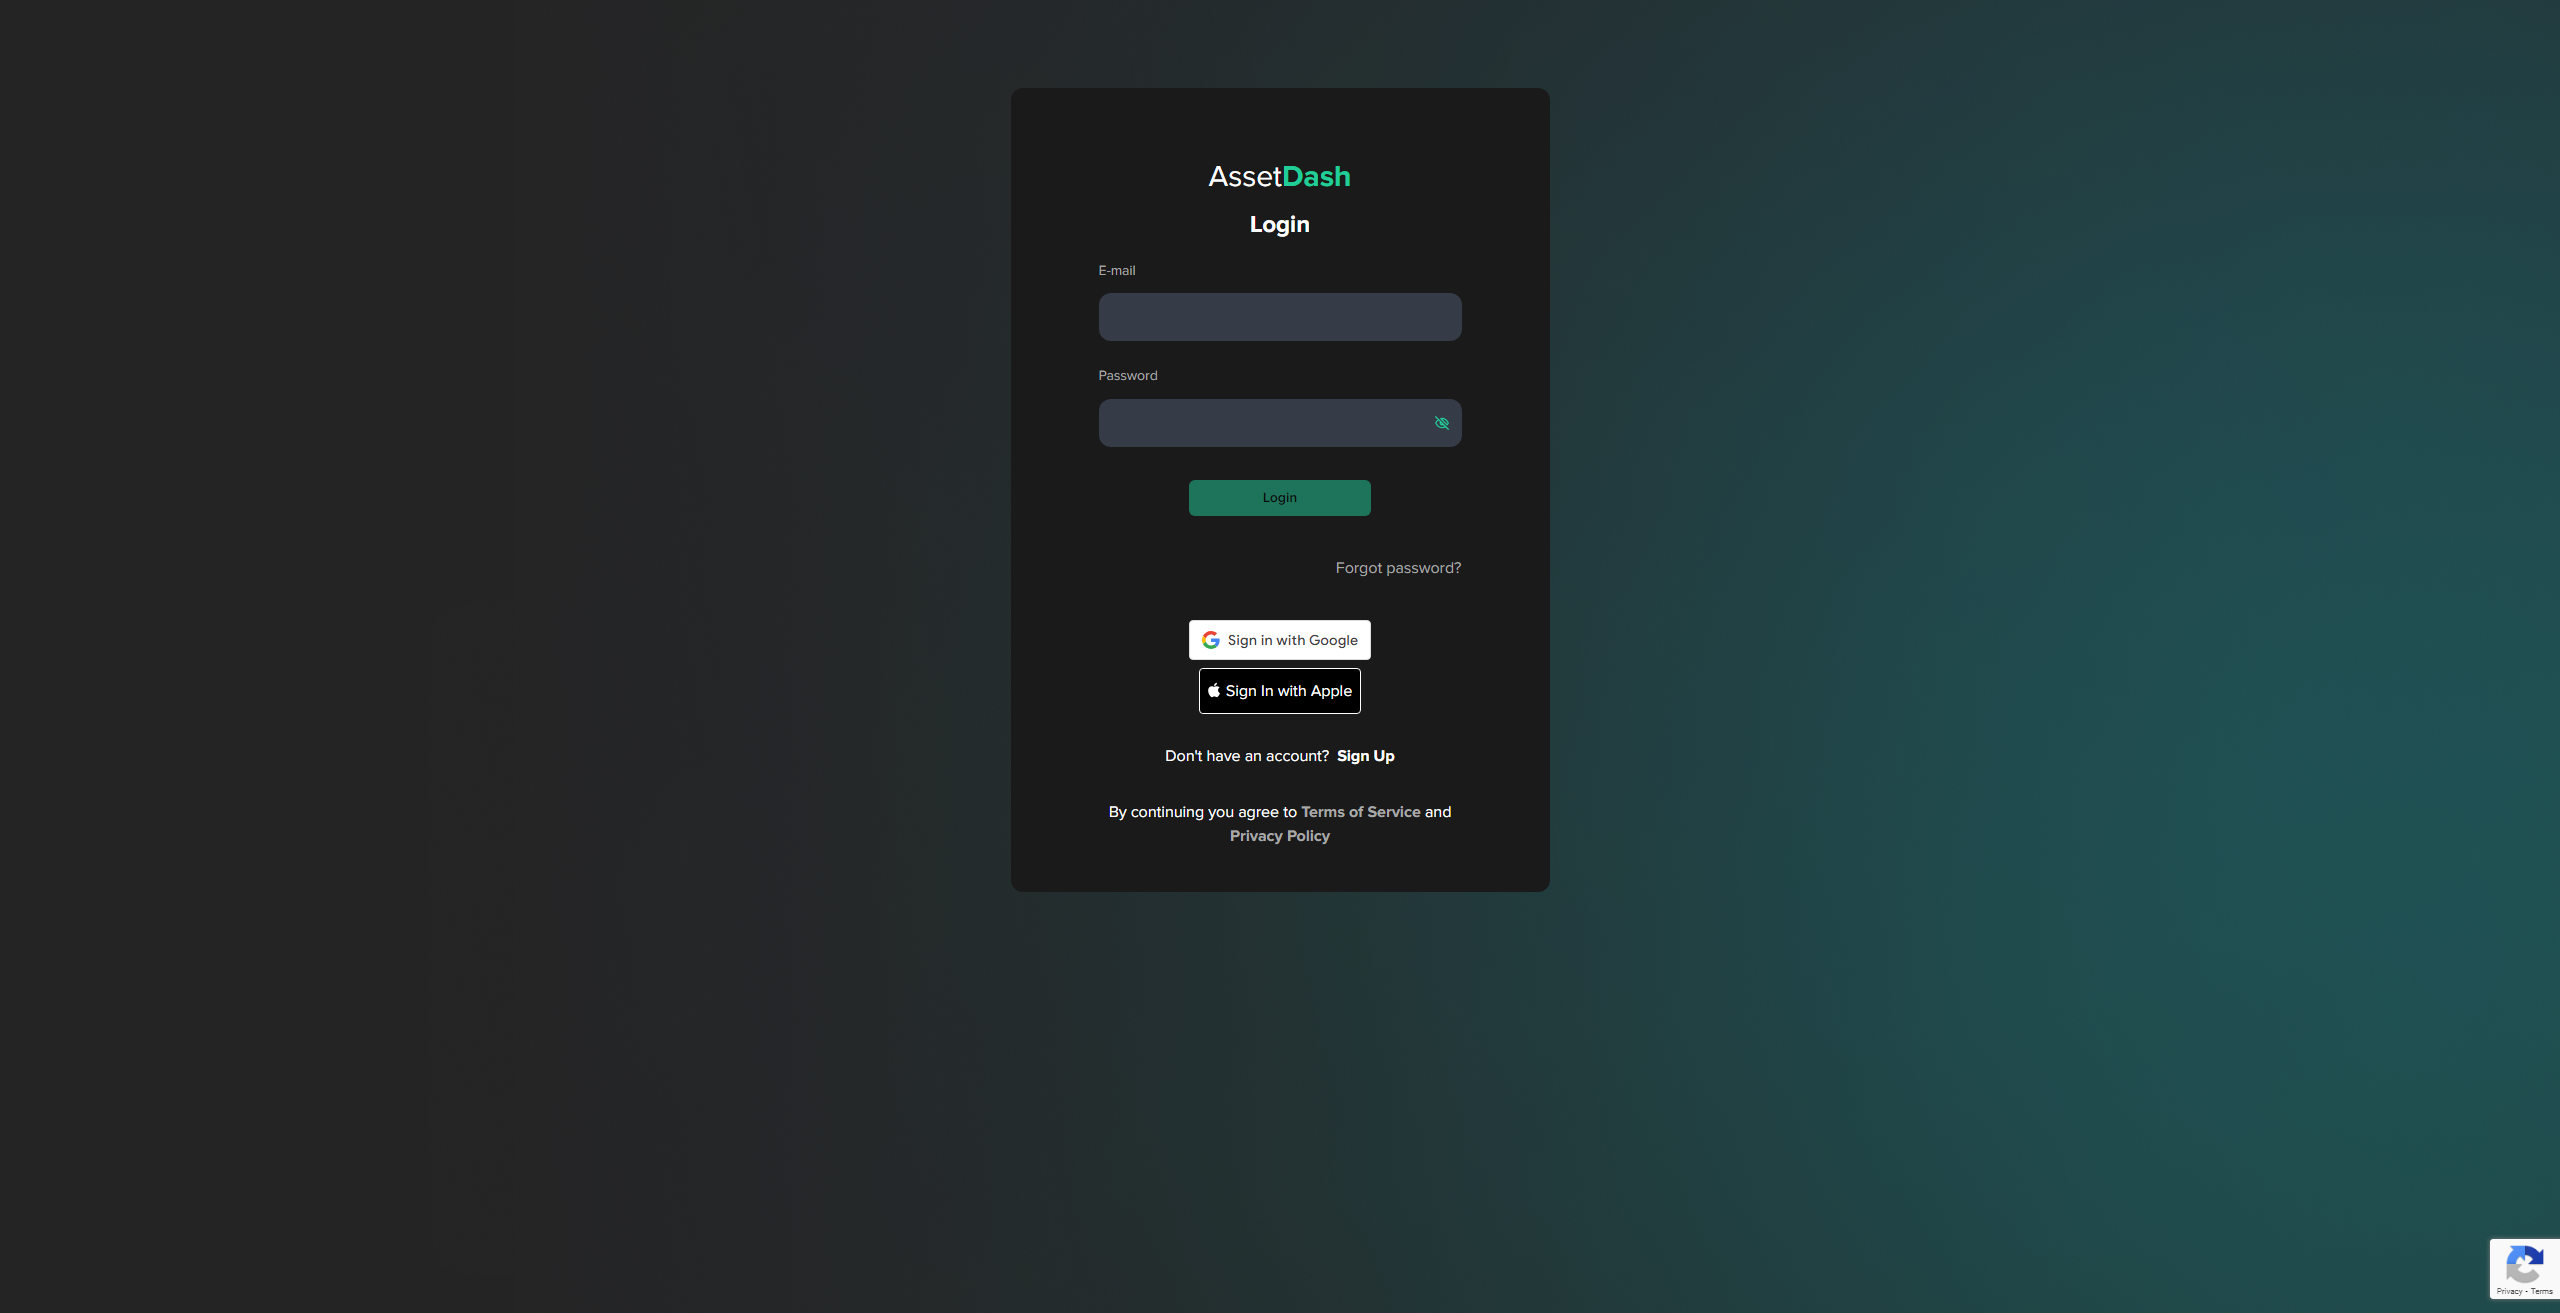 AssetDash
Login
E-mail
Password
Login
Forgot password?
Sign in with Google
Sign In with Apple
Don't have an account? Sign Up
By continuing you agree to Terms of Service and
Privacy Policy
Privacy - Terms